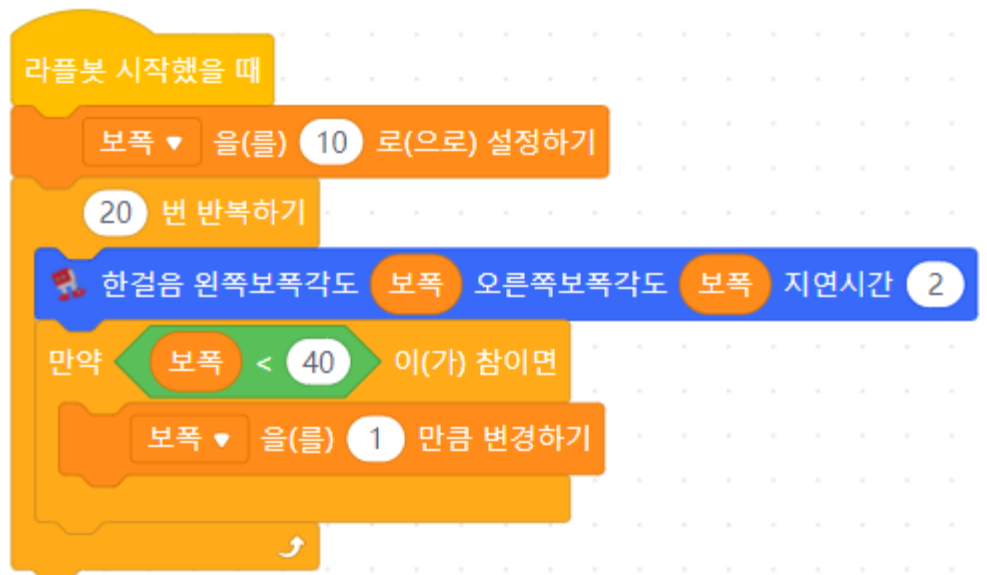 라플봇 시작했을 때
보폭 을(를) 10 로(으로) 설정하기
20 번 반복하기
한걸음 왼쪽보폭각도 보폭 오른쪽보폭각도 보폭 지연시간 2
만약 보폭 < 40 이(가) 참이면
보폭 을(를) 1 만큼 변경하기